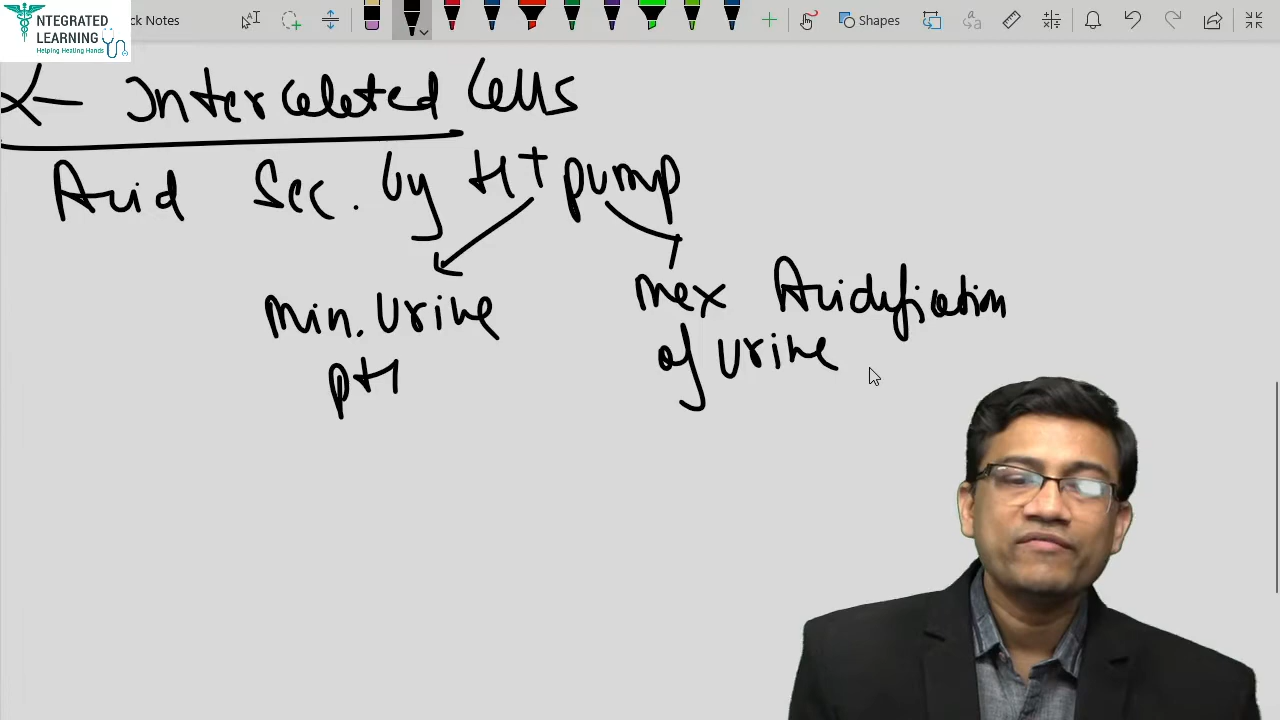 INTEGRATED
LEARNING
Helping Healing Hands
ck Notes
Shapes
α- Intercalated Cells
Acid Sec. by H+ pump
Min. Urine
pH
Max Acidification
of Urine